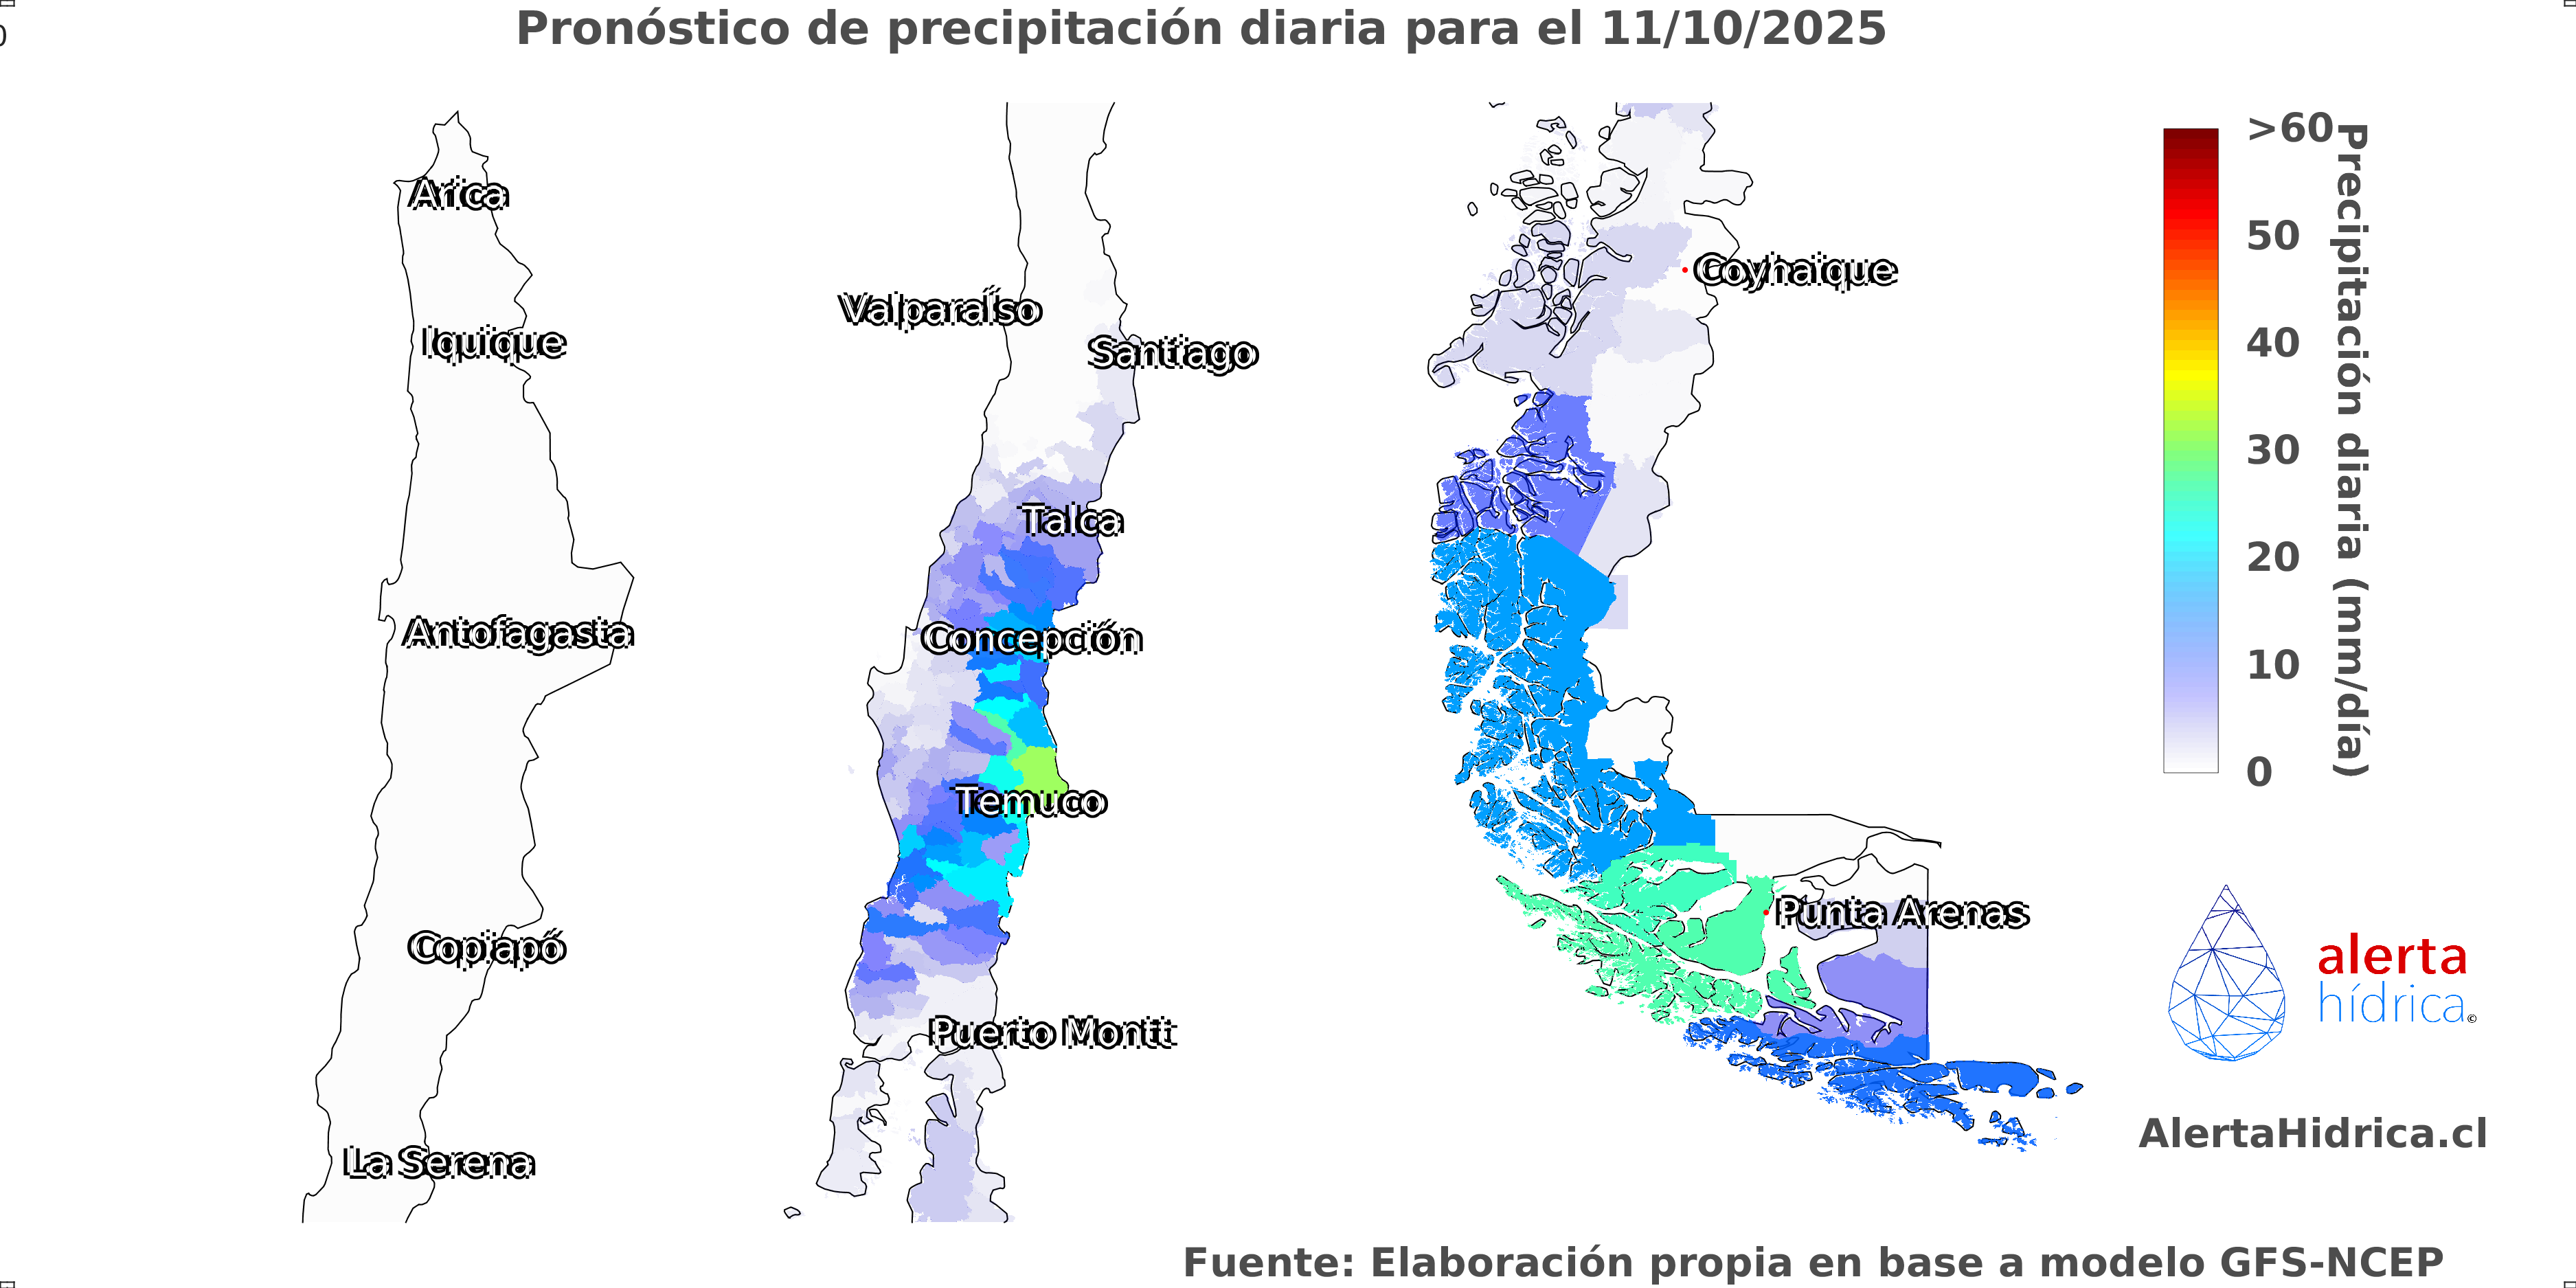 Pronóstico de precipitación diaria para el 11/10/2025
0
Arica
Iquique
Antofagasta
Copiapó
La Serena
Valparaíso
Santiago
Talca
Concepción
Temuco
Puerto Montt
Coyhaique
Punta Arenas
>60
50
40
30
20
10
0
Precipitación diaria (mm/día)
alerta
hídrica©
AlertaHidrica.cl
Fuente: Elaboración propia en base a modelo GFS-NCEP